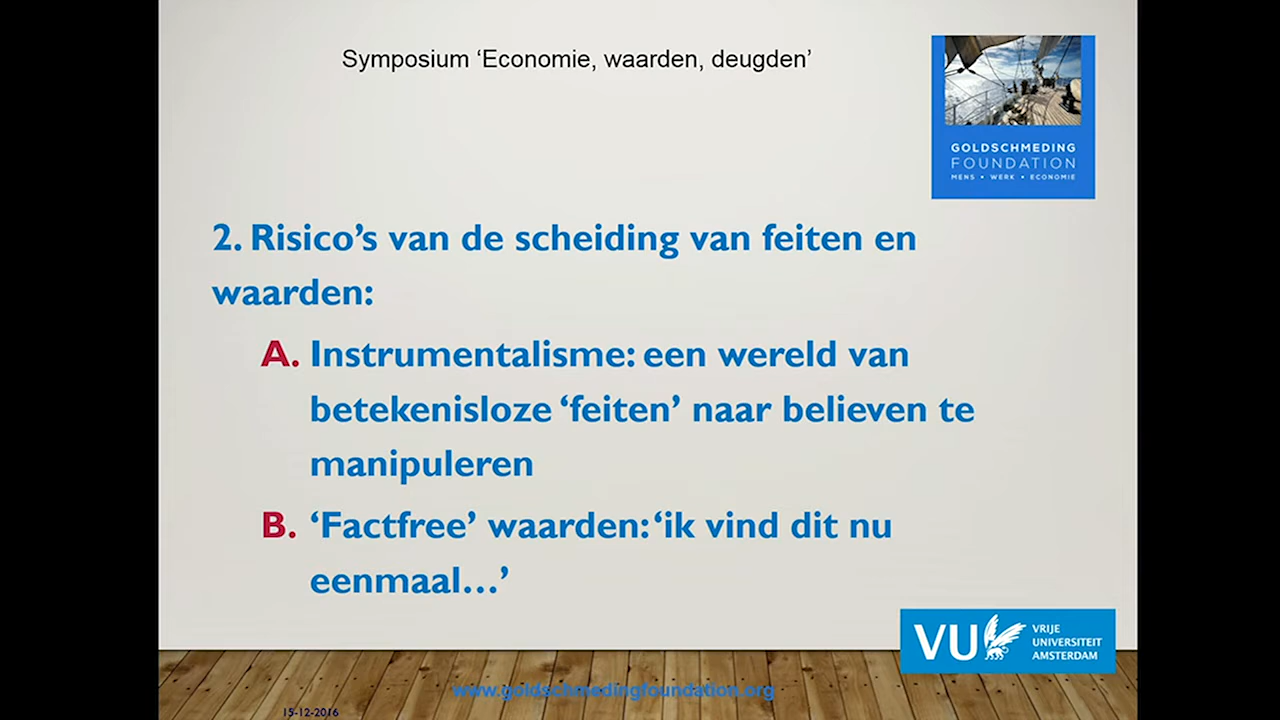 Symposium ‘Economie, waarden, deugden’
GOLDSCHMEDING
FOUNDATION
MENS • WERK • ECONOMIE
2. Risico’s van de scheiding van feiten en
waarden:
A. Instrumentalisme: een wereld van
betekenisloze ‘feiten’ naar believen te
manipuleren
B. ‘Factfree’ waarden: ‘ik vind dit nu
eenmaal...’
VU VRIJE
UNIVERSITEIT
AMSTERDAM
www.goldschmedingfoundation.org
15-12-2016